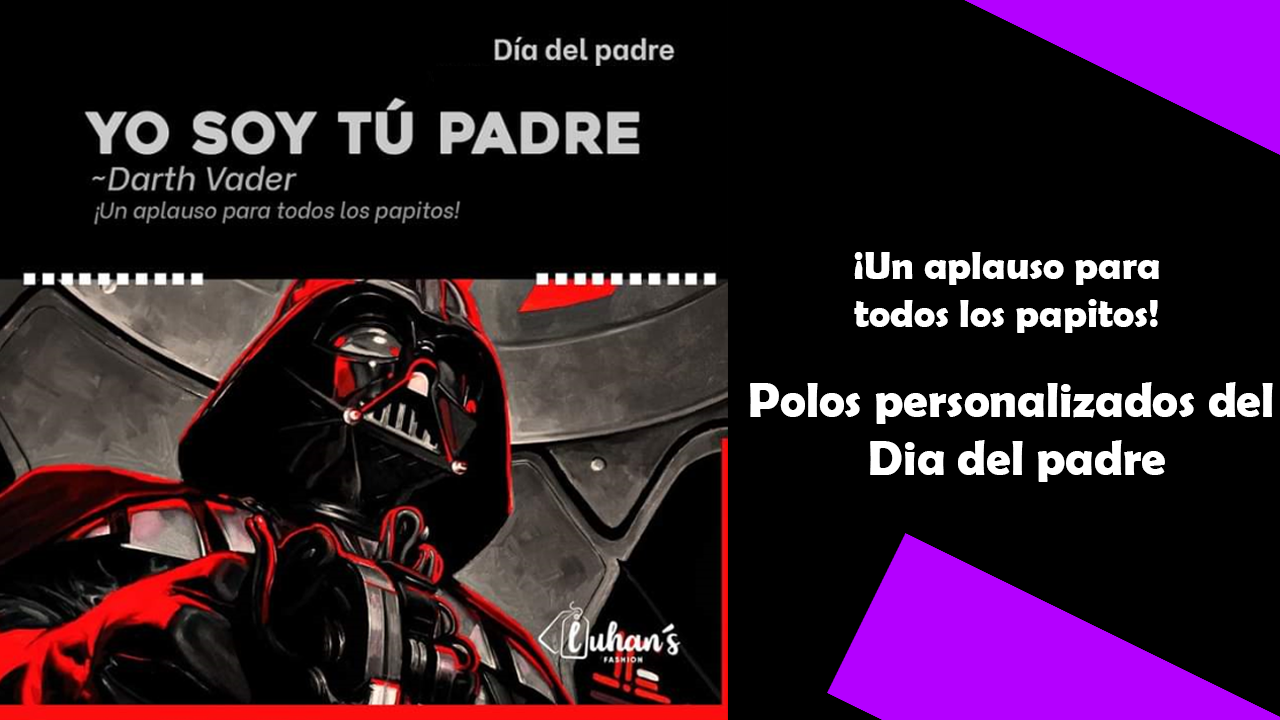 Día del padre
YO SOY TÚ PADRE
~Darth Vader
¡Un aplauso para todos los papitos!
¡Un aplauso para
todos los papitos!
Polos personalizados del
Dia del padre
Luhan´s
FASHION